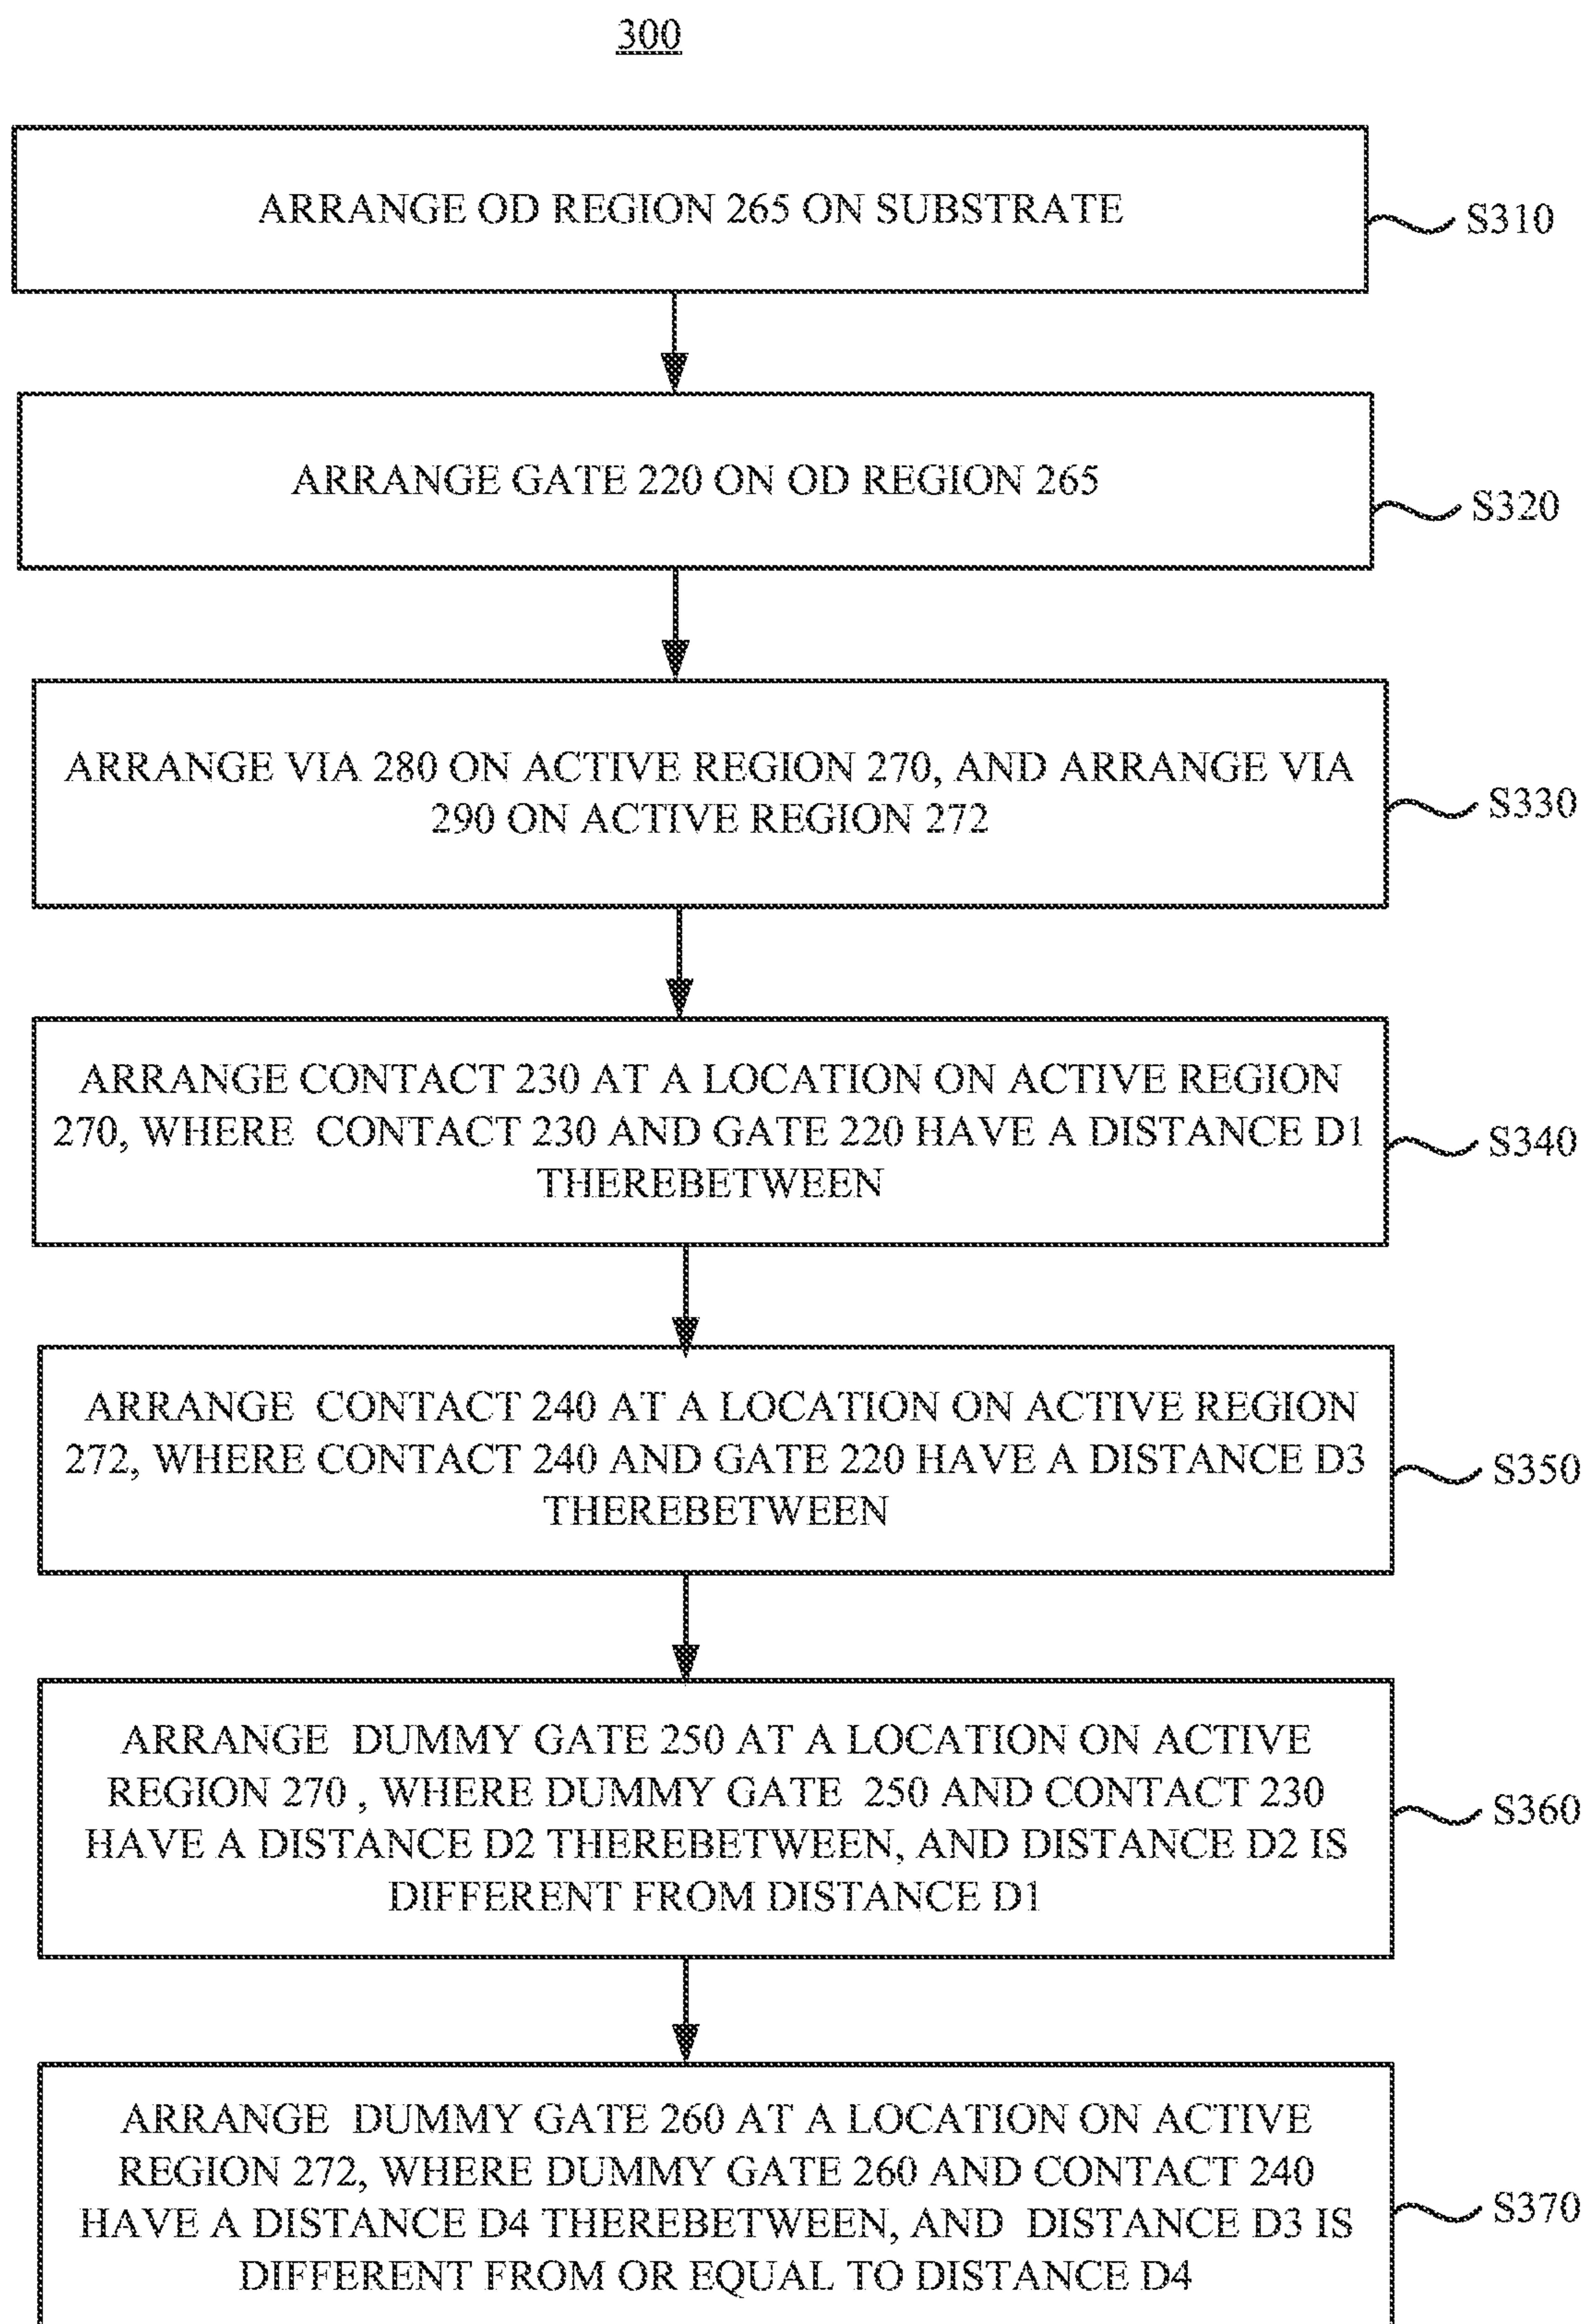 300
ARRANGE OD REGION 265 ON SUBSTRATE
S310
ARRANGE GATE 220 ON OD REGION 265
S320
ARRANGE VIA 280 ON ACTIVE REGION 270, AND ARRANGE VIA
290 ON ACTIVE REGION 272
S330
ARRANGE CONTACT 230 AT A LOCATION ON ACTIVE REGION
270, WHERE CONTACT 230 AND GATE 220 HAVE A DISTANCE D1
THEREBETWEEN
S340
ARRANGE CONTACT 240 AT A LOCATION ON ACTIVE REGION
272, WHERE CONTACT 240 AND GATE 220 HAVE A DISTANCE D3
THEREBETWEEN
S350
ARRANGE DUMMY GATE 250 AT A LOCATION ON ACTIVE
REGION 270 , WHERE DUMMY GATE 250 AND CONTACT 230
HAVE A DISTANCE D2 THEREBETWEEN, AND DISTANCE D2 IS
DIFFERENT FROM DISTANCE D1
S360
ARRANGE DUMMY GATE 260 AT A LOCATION ON ACTIVE
REGION 272, WHERE DUMMY GATE 260 AND CONTACT 240
HAVE A DISTANCE D4 THEREBETWEEN, AND DISTANCE D3 IS
DIFFERENT FROM OR EQUAL TO DISTANCE D4
S370